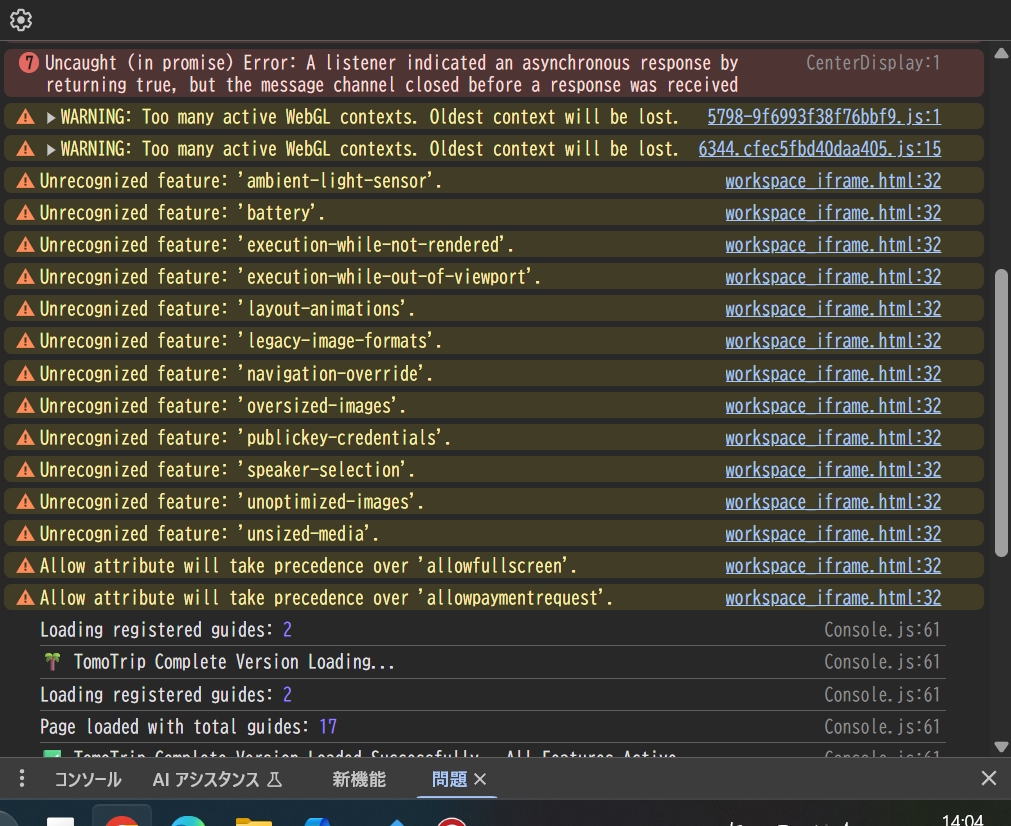 7 Uncaught (in promise) Error: A listener indicated an asynchronous response by CenterDisplay:1
returning true, but the message channel closed before a response was received
WARNING: Too many active WebGL contexts. Oldest context will be lost. 5798-9f6993f38f76bbf9.js:1
WARNING: Too many active WebGL contexts. Oldest context will be lost. 6344.cfec5fbd40daa405.js:15
Unrecognized feature: 'ambient-light-sensor'. workspace_iframe.html:32
Unrecognized feature: 'battery'. workspace_iframe.html:32
Unrecognized feature: 'execution-while-not-rendered'. workspace_iframe.html:32
Unrecognized feature: 'execution-while-out-of-viewport'. workspace_iframe.html:32
Unrecognized feature: 'layout-animations'. workspace_iframe.html:32
Unrecognized feature: 'legacy-image-formats'. workspace_iframe.html:32
Unrecognized feature: 'navigation-override'. workspace_iframe.html:32
Unrecognized feature: 'oversized-images'. workspace_iframe.html:32
Unrecognized feature: 'publickey-credentials'. workspace_iframe.html:32
Unrecognized feature: 'speaker-selection'. workspace_iframe.html:32
Unrecognized feature: 'unoptimized-images'. workspace_iframe.html:32
Unrecognized feature: 'unsized-media'. workspace_iframe.html:32
Allow attribute will take precedence over 'allowfullscreen'. workspace_iframe.html:32
Allow attribute will take precedence over 'allowpaymentrequest'. workspace_iframe.html:32
Loading registered guides: 2 Console.js:61
🌴 TomoTrip Complete Version Loading... Console.js:61
Loading registered guides: 2 Console.js:61
Page loaded with total guides: 17 Console.js:61
TomoTrip Complete Version Loaded Successfully - All Features Active Console.js:61
コンソール AI アシスタンス 新機能 問題
14:04